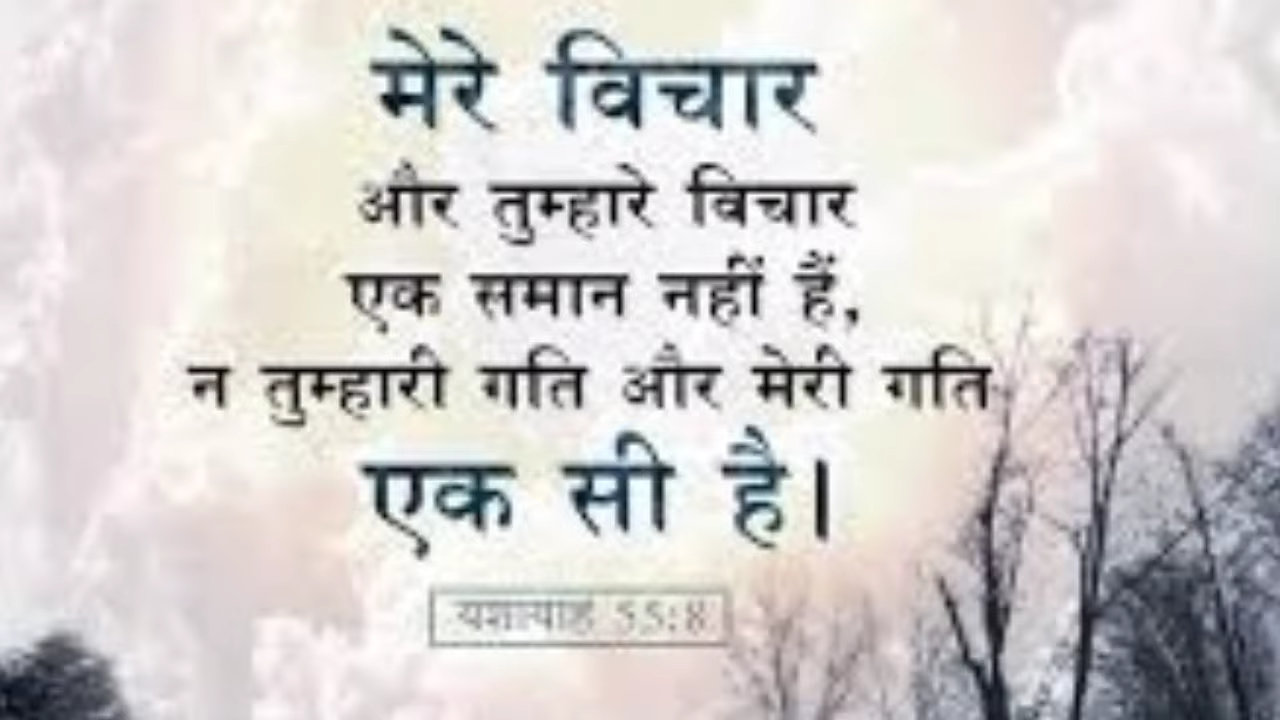 मेरे विचार
और तुम्हारे विचार
एक समान नहीं हैं,
न तुम्हारी गति और मेरी गति
एक सी है।
यशायाह 55:8